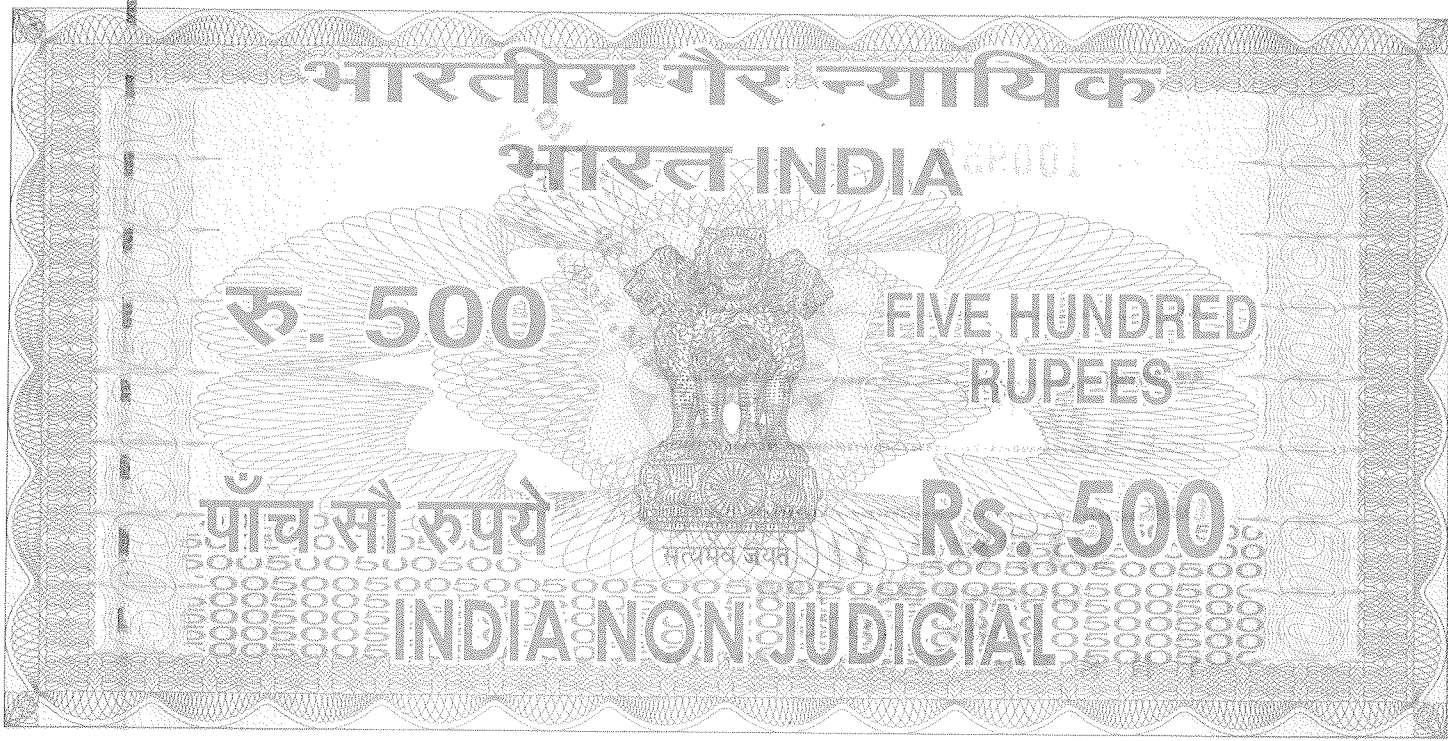 भारतीय गैर न्यायिक
भारत INDIA
रु. 500
FIVE HUNDRED
RUPEES
पाँच सौ रुपये
Rs. 500
सत्यमेव जयते
INDIA NON JUDICIAL